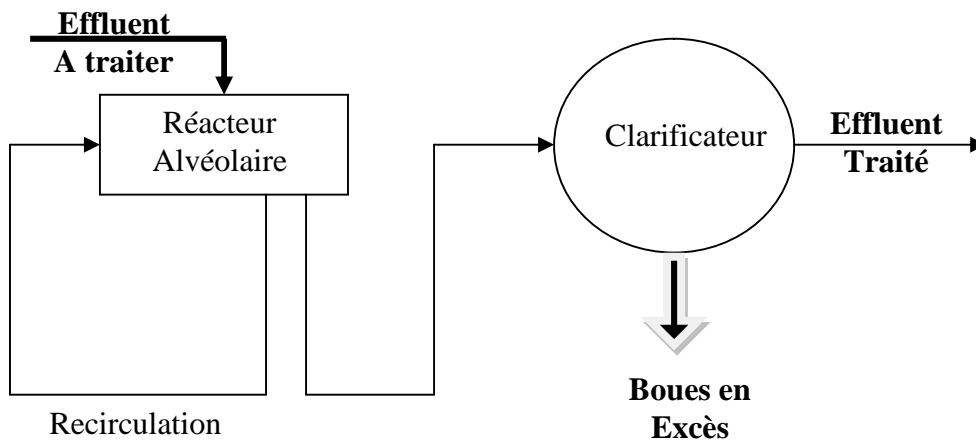 Effluent
A traiter
Réacteur
Alvéolaire
Clarificateur
Effluent
Traité
Boues en
Excès
Recirculation